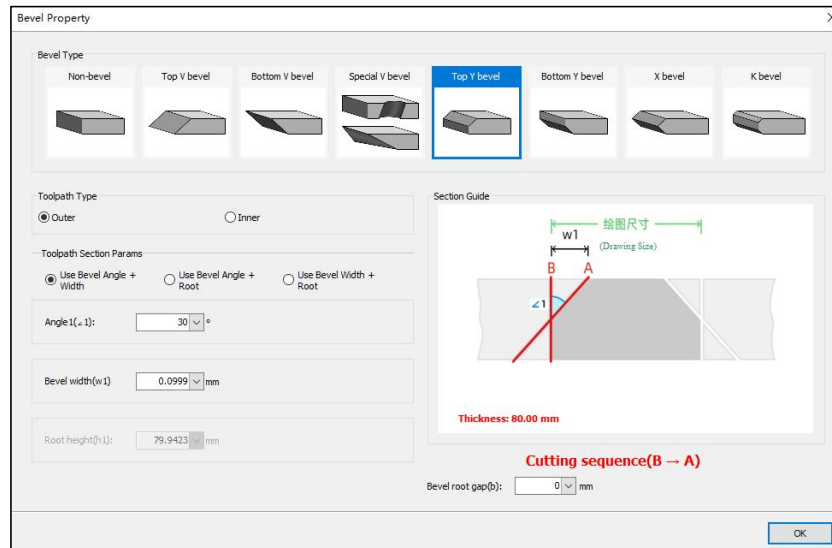 Bevel Property
Bevel Type
Non-bevel
Top V bevel
Bottom V bevel
Special V bevel
Top Y bevel
Bottom Y bevel
X bevel
K bevel
Toolpath Type
Outer
Inner
Toolpath Section Params
Use Bevel Angle +
Width
Use Bevel Angle +
Root
Use Bevel Width +
Root
Angle1(∠1):
30 °
Bevel width(w1)
0.0999 mm
Root height(h1):
79.9423 mm
Section Guide
绘图尺寸
(Drawing Size)
w1
B A
∠1
Thickness: 80.00 mm
Cutting sequence(B → A)
Bevel root gap(b):
0 mm
OK